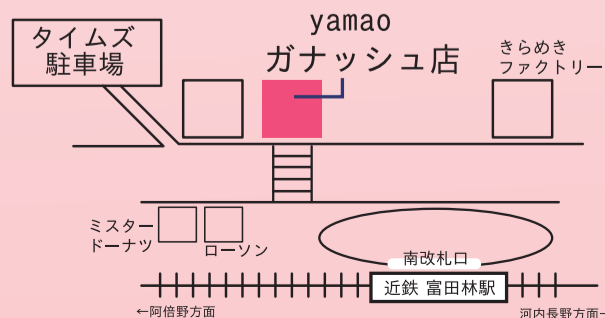 yamao
ガナッシュ店
タイムズ
駐車場
きらめき
ファクトリー
ミスター
ドーナツ
ローソン
南改札口
近鉄 富田林駅
←阿倍野方面
河内長野方面→